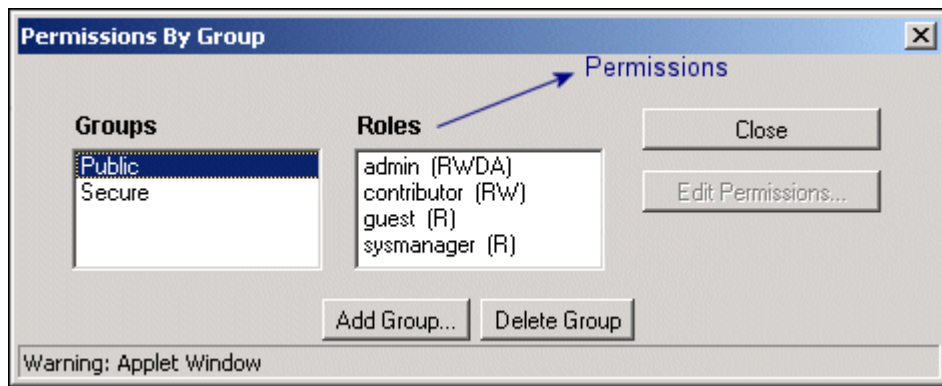 Permissions By Group
Permissions
Groups
Roles
Close
Public
Secure
admin (RWDA)
contributor (RW)
guest (R)
sysmanager (R)
Edit Permissions...
Add Group...
Delete Group
Warning: Applet Window